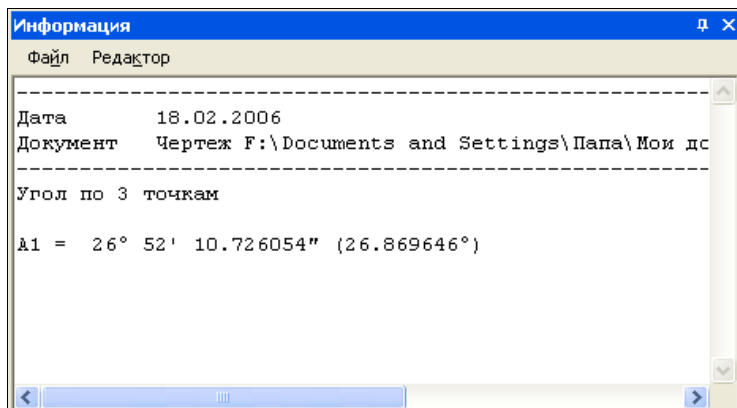 Информация
Файл Редактор
Дата 18.02.2006
Документ Чертеж F:\Documents and Settings\Папа\Мои до
Угол по 3 точкам
A1 = 26° 52' 10.726054" (26.869646°)